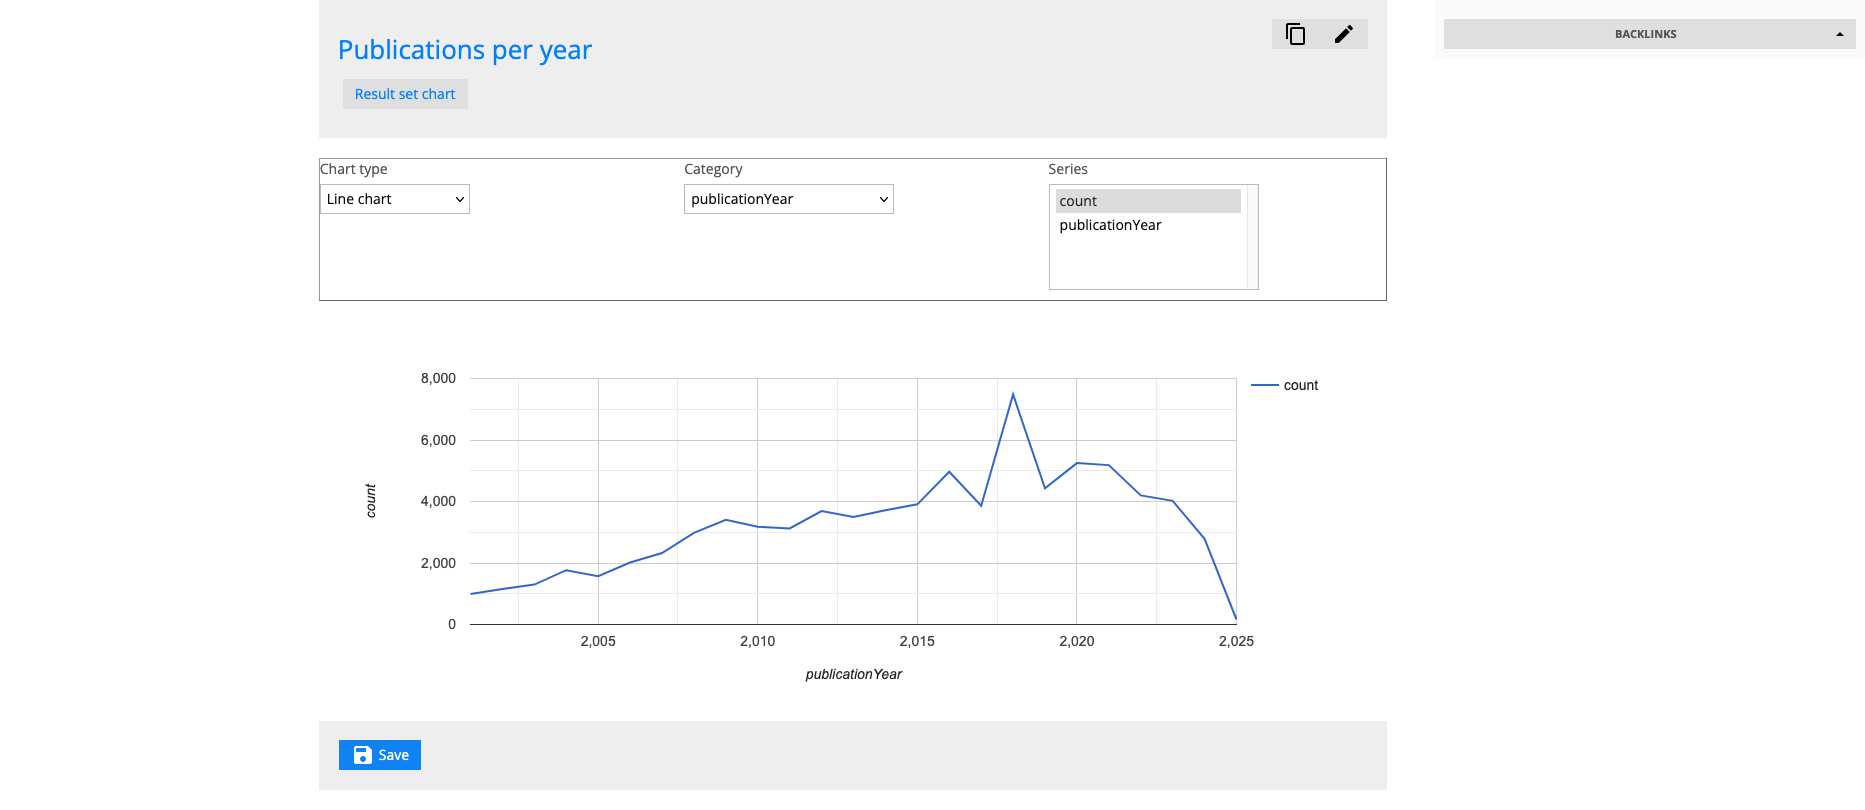 Publications per year
Result set chart
BACKLINKS
Chart type
Category
Series
Line chart
publicationYear
count
publicationYear
8,000
6,000
4,000
2,000
0
count
count
2,005
2,010
2,015
2,020
2,025
publicationYear
Save